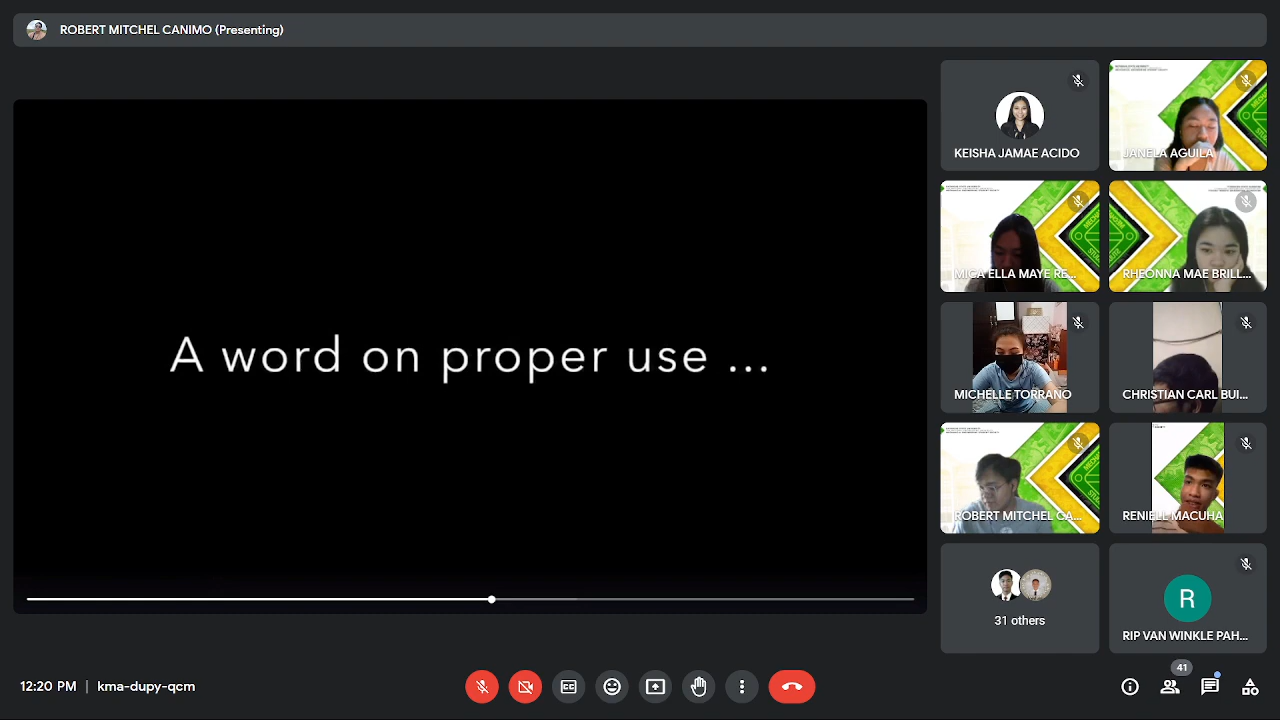 ROBERT MITCHEL CANIMO (Presenting)
A word on proper use ...
KEISHA JAMAE ACIDO
JANELA AGUILA
MICA ELLA MAYE RE...
RHEONNA MAE BRILL...
MICHELLE TORRANO
CHRISTIAN CARL BUI...
ROBERT MITCHEL CA...
RENIELL MACUHA
31 others
R
RIP VAN WINKLE PAH...
12:20 PM | kma-dupy-qcm
41